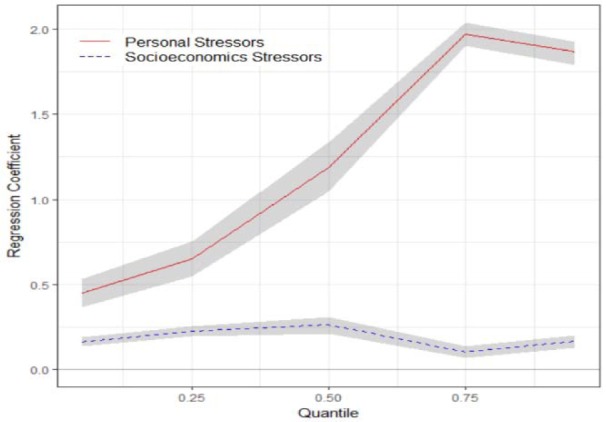 Personal Stressors
Socioeconomics Stressors
Regression Coefficient
2.0
1.5
1.0
0.5
0.0
0.25 0.50 0.75
Quantile